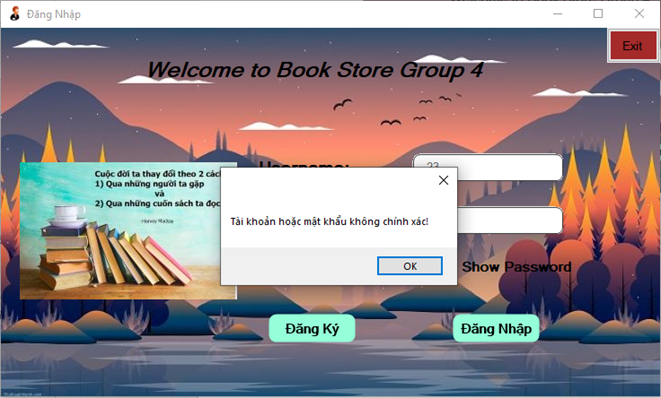 Đăng Nhập
Exit
Welcome to Book Store Group 4
Username:
23
Cuộc đời ta thay đổi theo 2 cách
1) Qua những người ta gặp
và
2) Qua những cuốn sách ta đọc
Tài khoản hoặc mật khẩu không chính xác!
OK
Show Password
Đăng Ký
Đăng Nhập